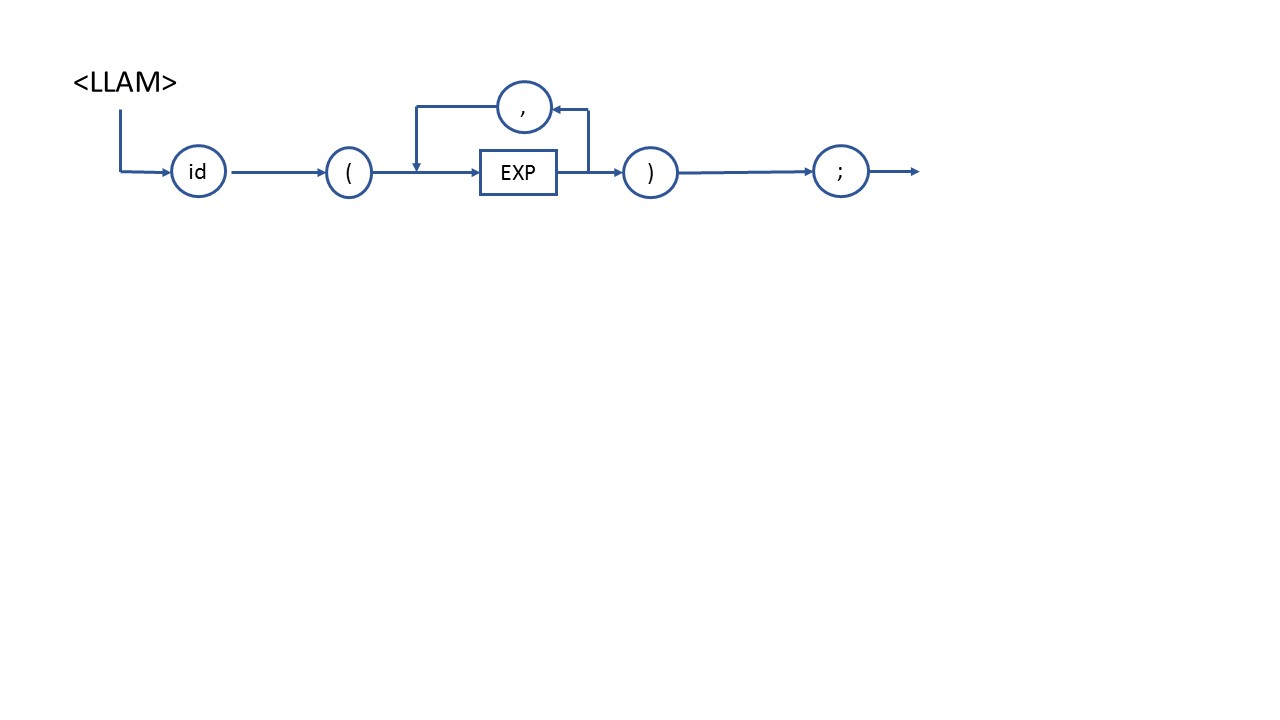 <LLAM>
,
id ( EXP ) ;